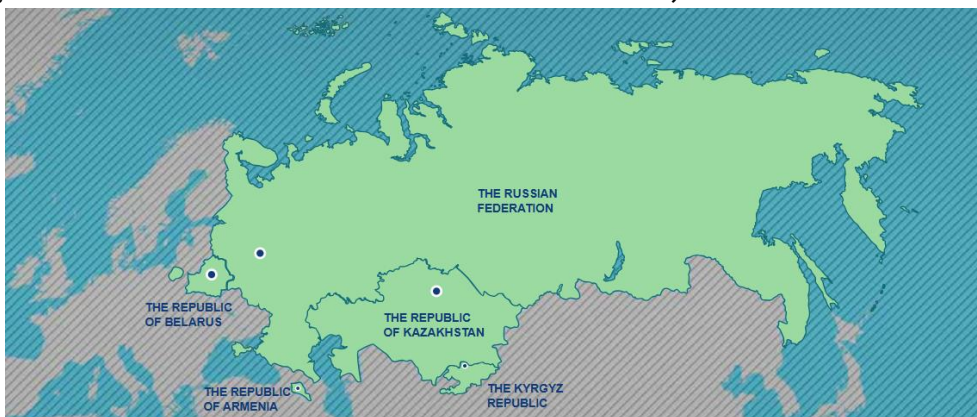 THE RUSSIAN
FEDERATION
THE REPUBLIC
OF BELARUS
THE REPUBLIC
OF KAZAKHSTAN
THE REPUBLIC
OF ARMENIA
THE KYRGYZ
REPUBLIC